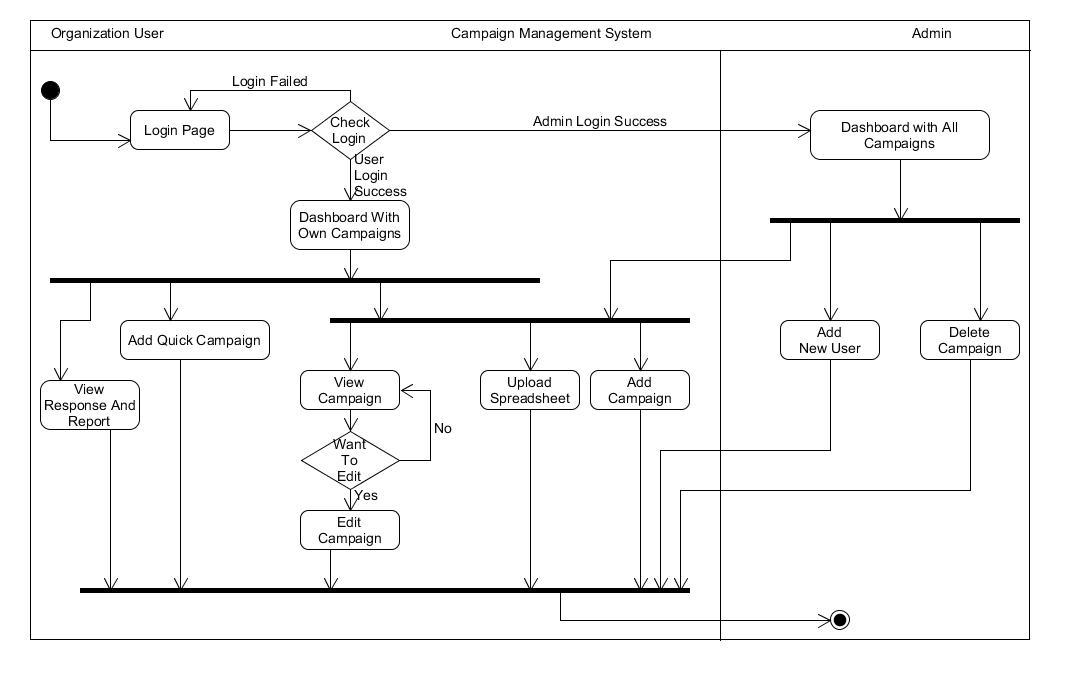 Organization User
Campaign Management System
Admin
Login Failed
Login Page
Check
Login
Admin Login Success
Dashboard with All
Campaigns
User
Login
Success
Dashboard With
Own Campaigns
Add Quick Campaign
Add
New User
Delete
Campaign
View
Response And
Report
View
Campaign
Upload
Spreadsheet
Add
Campaign
No
Want
To
Edit
Yes
Edit
Campaign